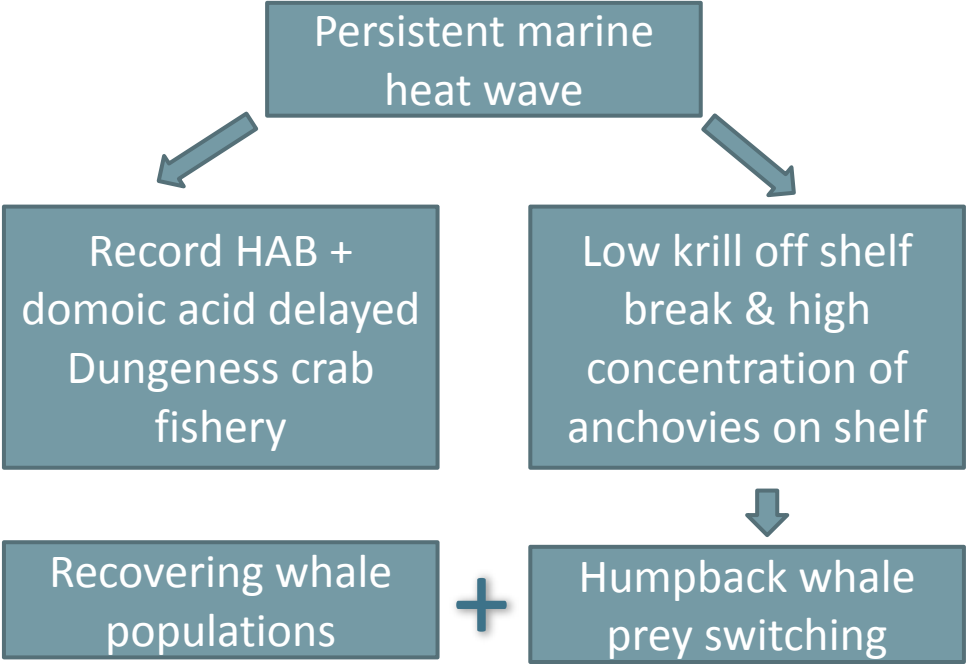 Persistent marine
heat wave
Record HAB +
domoic acid delayed
Dungeness crab
fishery
Low krill off shelf
break & high
concentration of
anchovies on shelf
Recovering whale
populations
+
Humpback whale
prey switching